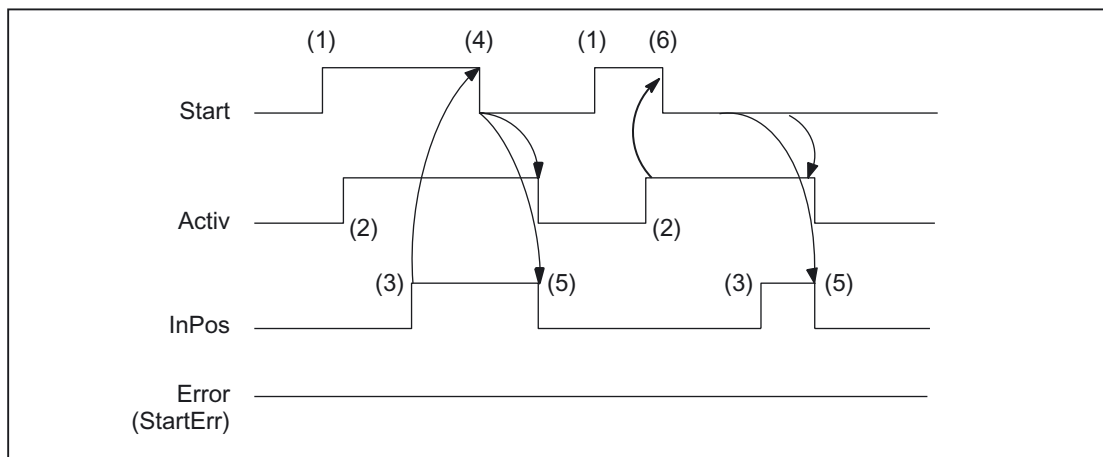 (1) (4) (1) (6)
Start
Activ
(2) (2)
(3) (5) (3) (5)
InPos
Error
(StartErr)